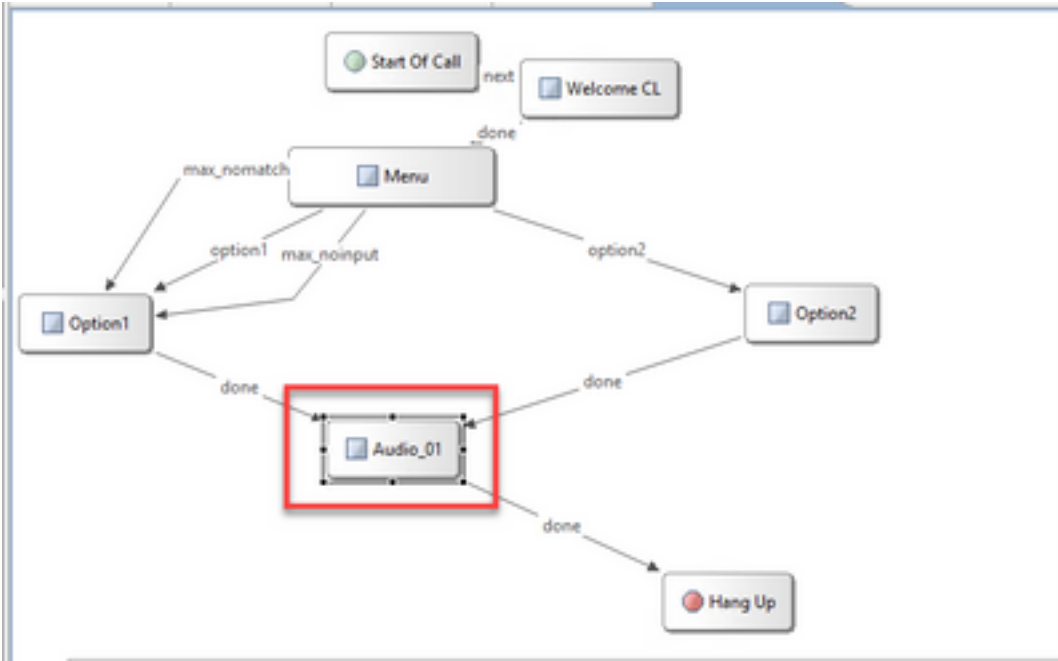 Start Of Call
next
Welcome CL
done
Menu
max_nomatch
option1
max_noinput
option2
Option1
Option2
done
done
Audio_01
done
Hang Up